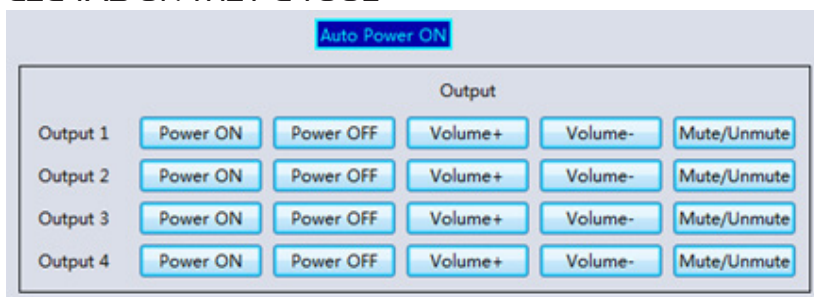 Auto Power ON
Output
Output 1 Power ON Power OFF Volume+ Volume- Mute/Unmute
Output 2 Power ON Power OFF Volume+ Volume- Mute/Unmute
Output 3 Power ON Power OFF Volume+ Volume- Mute/Unmute
Output 4 Power ON Power OFF Volume+ Volume- Mute/Unmute